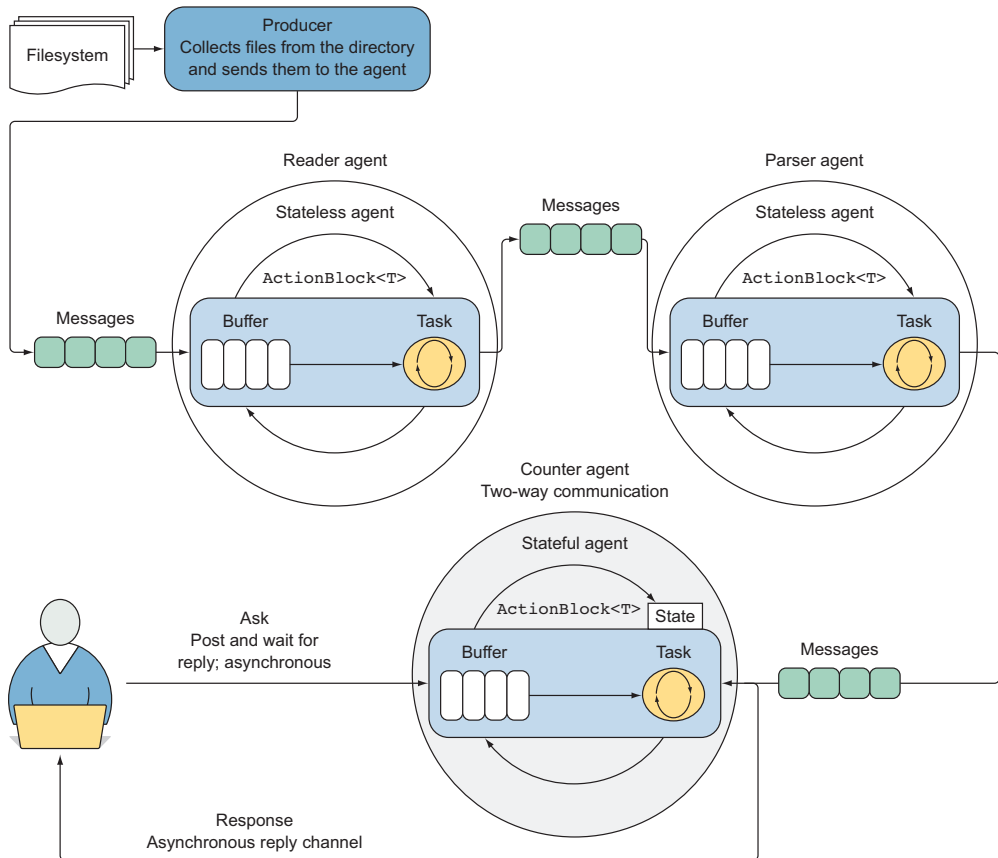 Filesystem
Producer
Collects files from the directory
and sends them to the agent
Reader agent
Stateless agent
ActionBlock<T>
Messages
Buffer
Task
Messages
Parser agent
Stateless agent
ActionBlock<T>
Buffer
Task
Counter agent
Two-way communication
Stateful agent
ActionBlock<T>
State
Buffer
Task
Messages
Ask
Post and wait for
reply; asynchronous
Response
Asynchronous reply channel